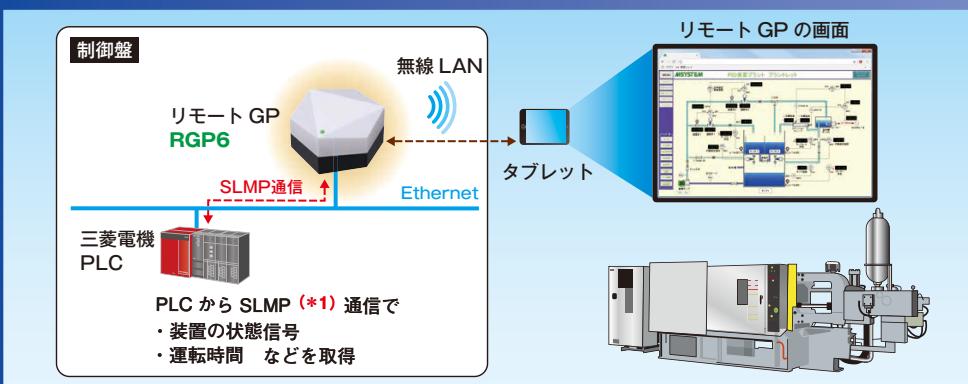 制御盤
リモート GP
RGP6
無線 LAN
SLMP通信
Ethernet
三菱電機
PLC
PLC から SLMP (*1) 通信で
・装置の状態信号
・運転時間 などを取得
タブレット
リモート GP の画面
MSYSTEM